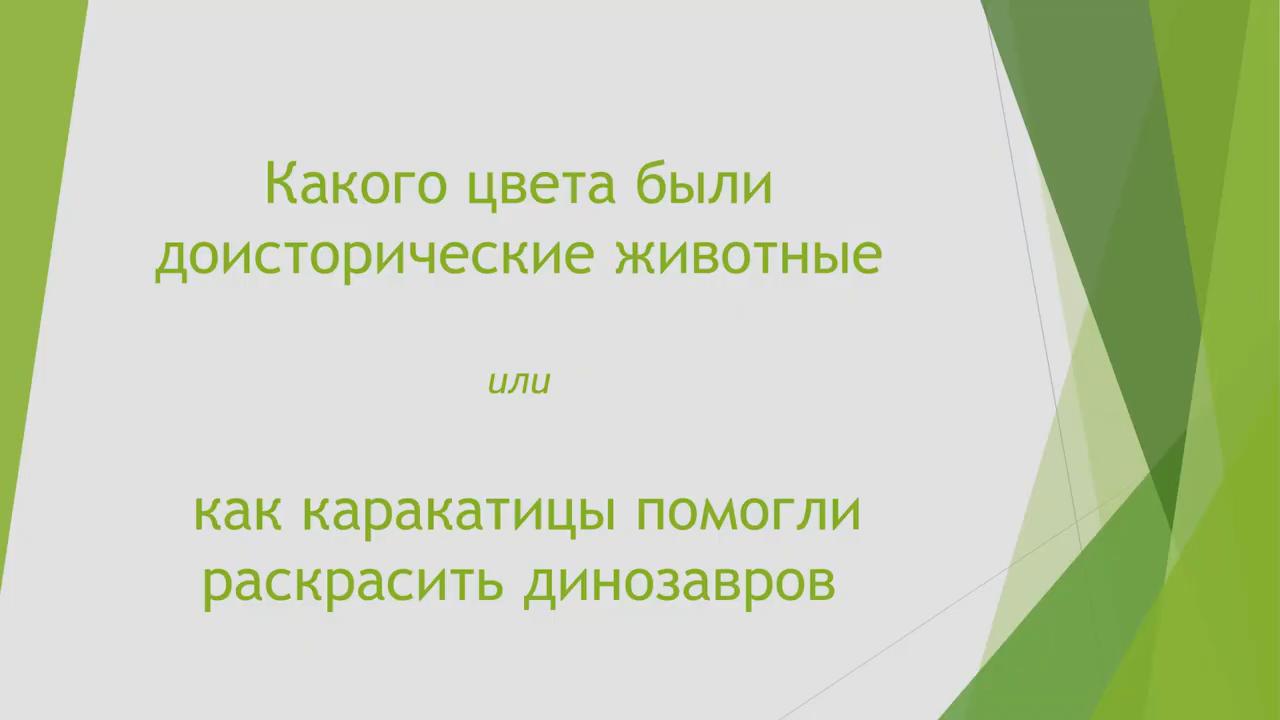 Какого цвета были
доисторические животные
или
как каракатицы помогли
раскрасить динозавров